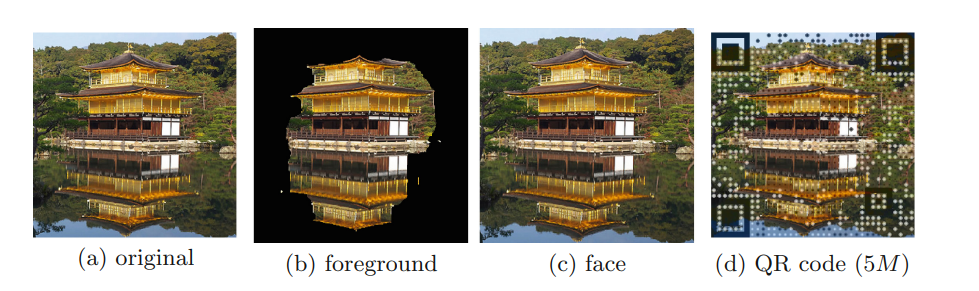 (a) original
(b) foreground
(c) face
(d) QR code (5M)